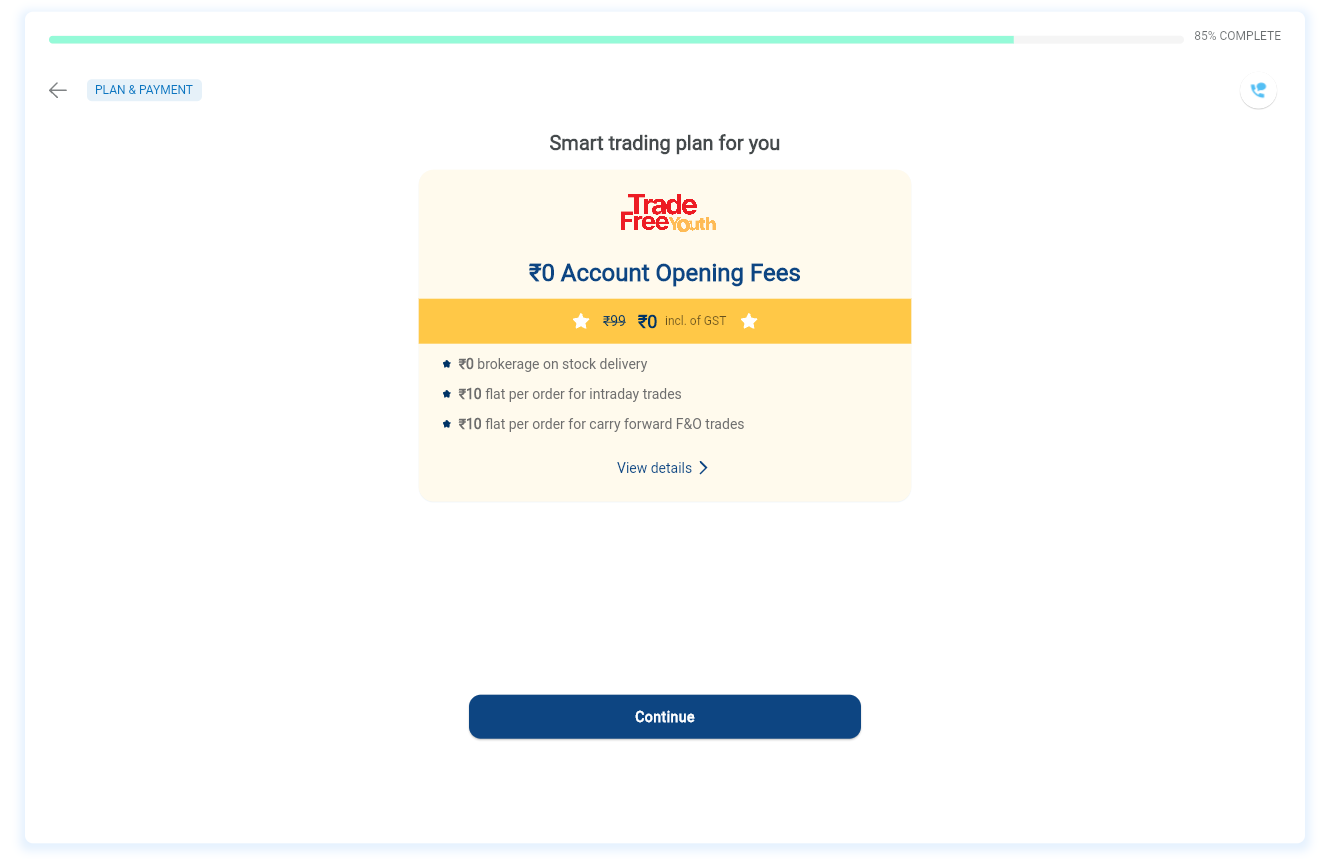 85% COMPLETE
PLAN & PAYMENT
Smart trading plan for you
Trade
Free Youth
₹0 Account Opening Fees
₹99 ₹0 incl. of GST
₹0 brokerage on stock delivery
₹10 flat per order for intraday trades
₹10 flat per order for carry forward F&O trades
View details
Continue